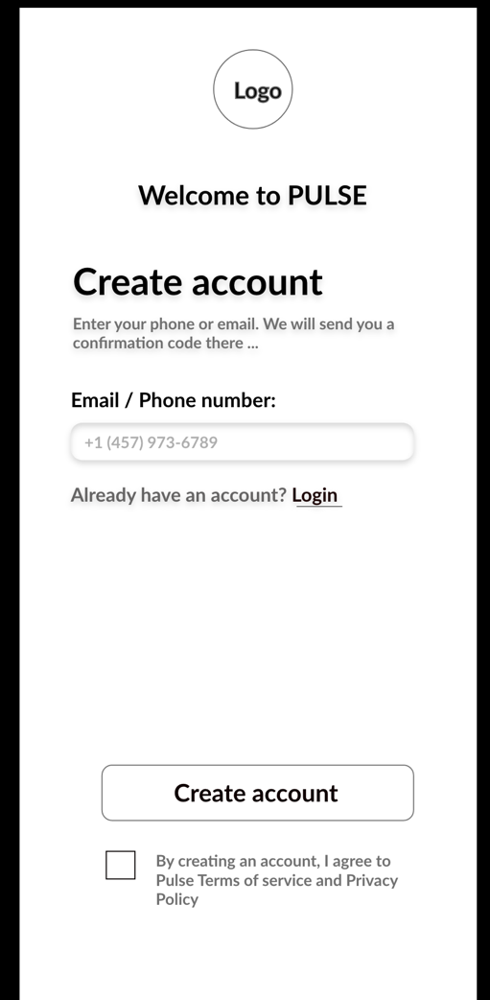 Logo
Welcome to PULSE
Create account
Enter your phone or email. We will send you a
confirmation code there ...
Email / Phone number:
+1 (457) 973-6789
Already have an account? Login
Create account
By creating an account, I agree to
Pulse Terms of service and Privacy
Policy